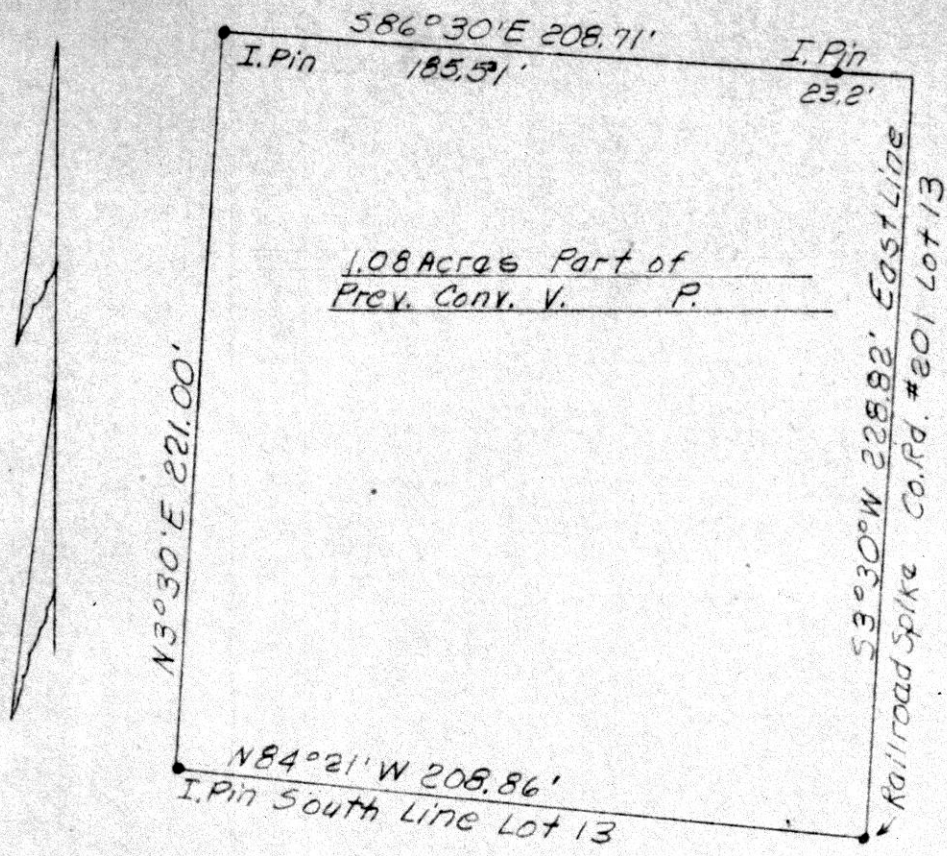 S86°30'E 208.71'
I.Pin
185.51'
I.Pin
23.2'
1.08 Acres Part of
Prev. Conv. V. P.
N3°30'E 221.00'
S3°30'W 228.82' East Line
Railroad Spike Co.Rd. #201 Lot 13
N84°21'W 208.86'
I.Pin South Line Lot 13